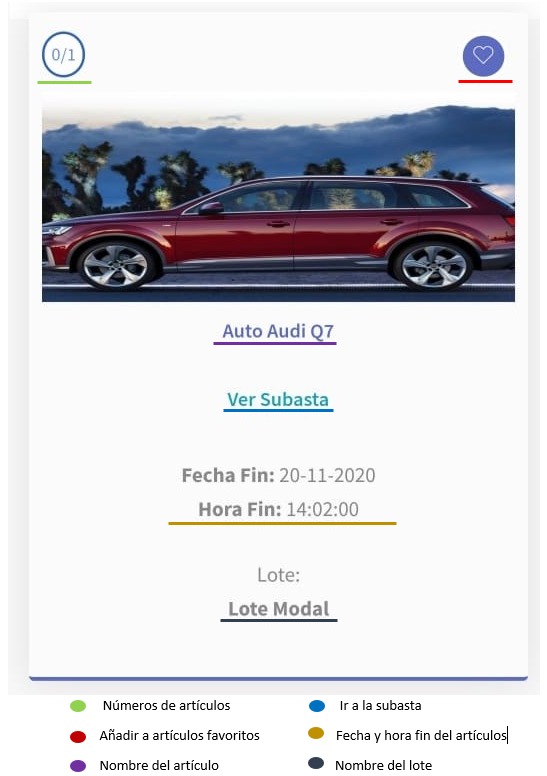 0/1
Auto Audi Q7
Ver Subasta
Fecha Fin: 20-11-2020
Hora Fin: 14:02:00
Lote:
Lote Modal
Números de artículos
Ir a la subasta
Añadir a artículos favoritos
Fecha y hora fin del artículos
Nombre del artículo
Nombre del lote